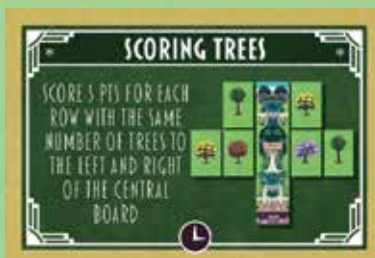 SCORING TREES
SCORE 5 PTS FOR EACH
ROW WITH THE SAME
NUMBER OF TREES TO
THE LEFT AND RIGHT
OF THE CENTRAL
BOARD